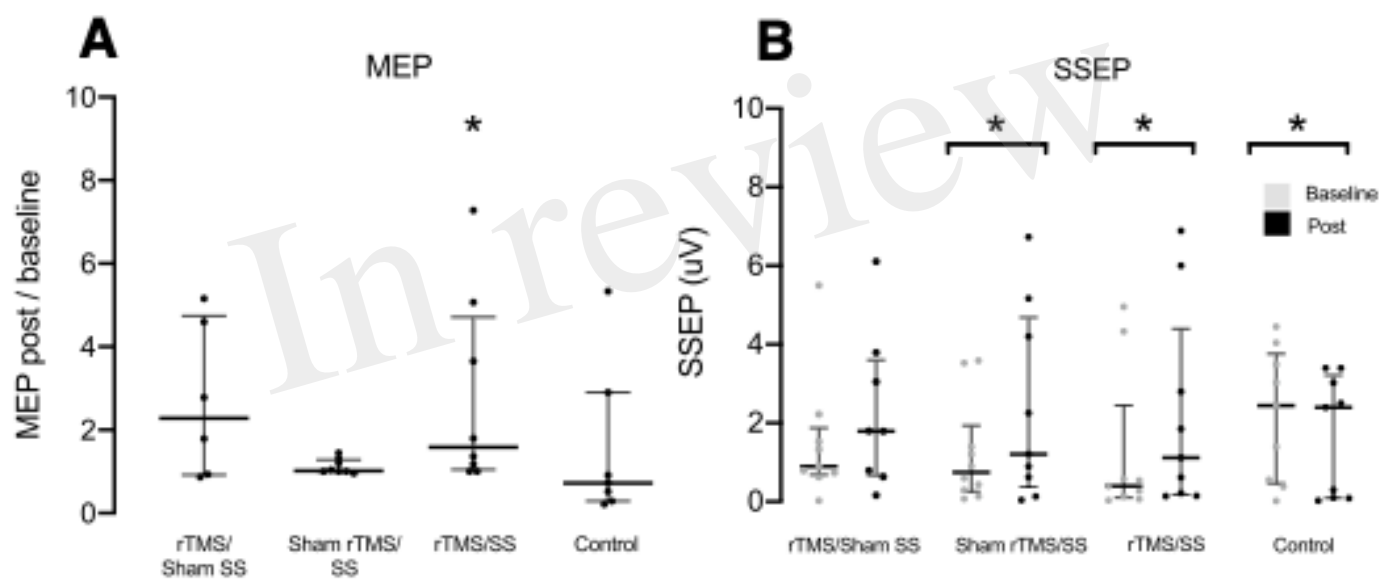 A
MEP
10
8
6
4
2
0
MEP post / baseline
*
rTMS/
Sham SS
Sham rTMS/
SS
rTMS/SS
Control
B
SSEP
10
8
6
4
2
0
SSEP (uV)
* * *
Baseline
Post
rTMS/Sham SS
Sham rTMS/SS
rTMS/SS
Control
In review